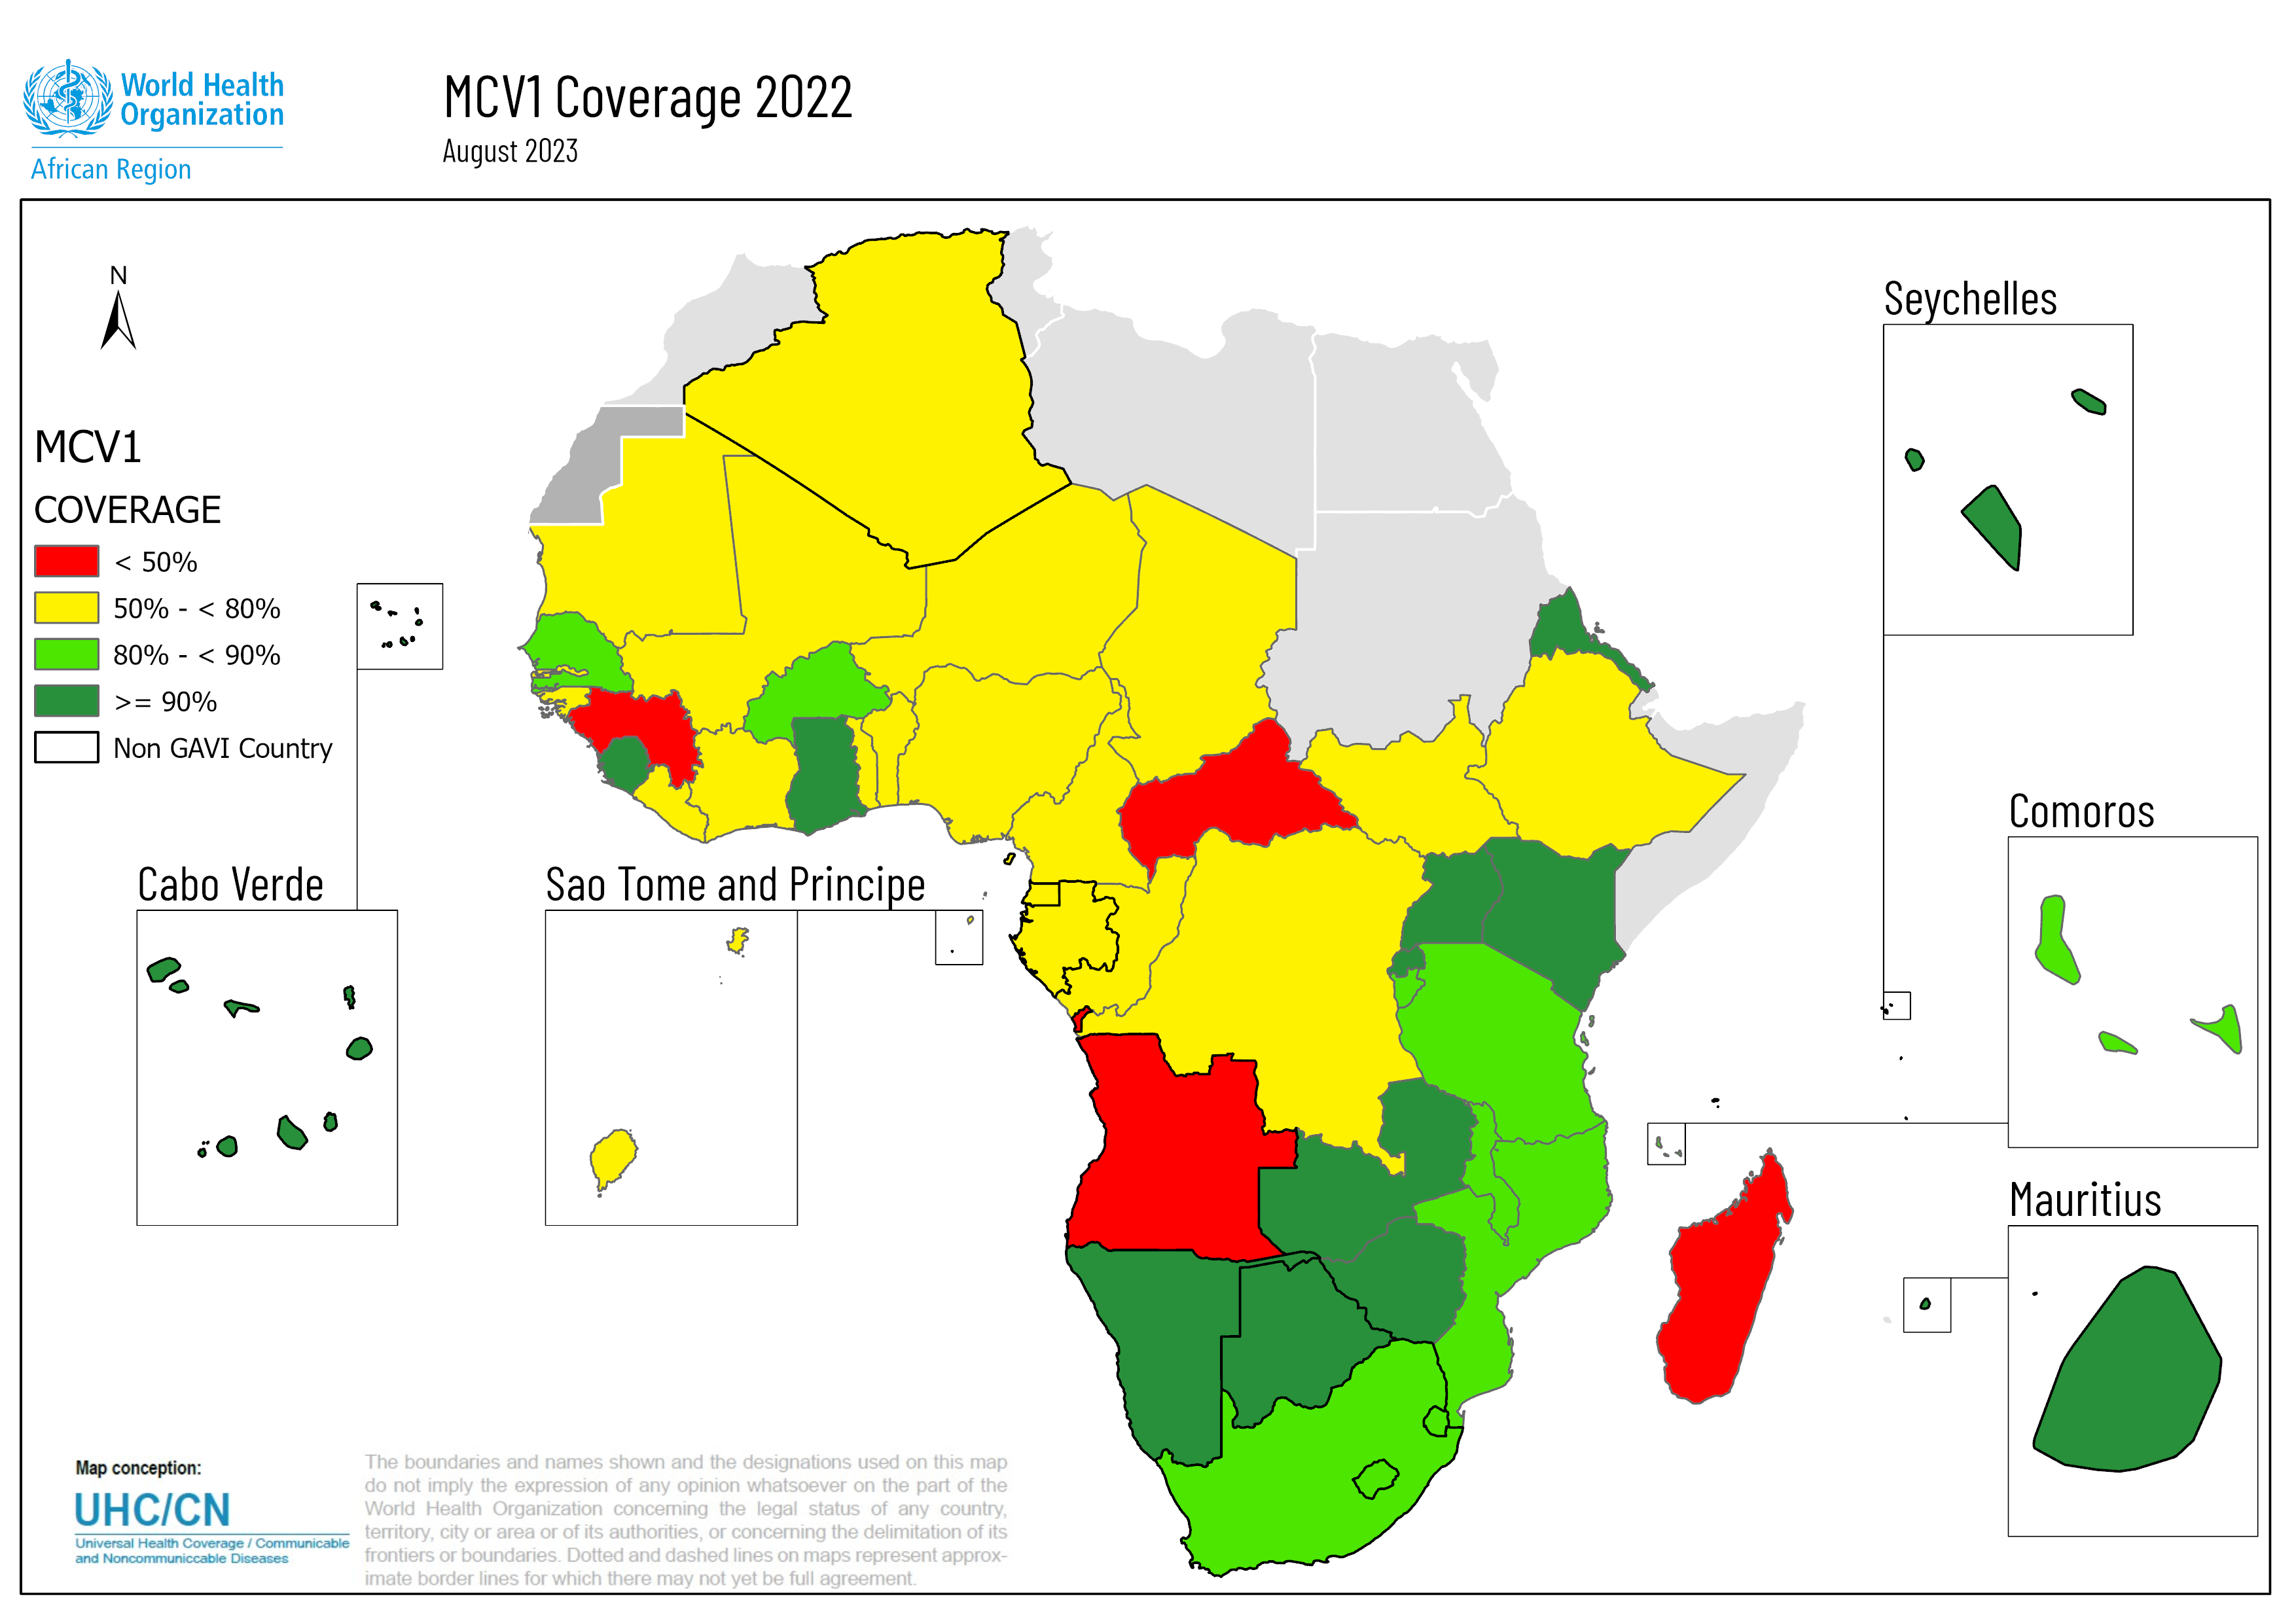 World Health
Organization
African Region
MCV1 Coverage 2022
August 2023
N
MCV1
COVERAGE
< 50%
50% - < 80%
80% - < 90%
>= 90%
Non GAVI Country
Seychelles
Comoros
Cabo Verde
Sao Tome and Principe
Mauritius
Map conception:
UHC/CN
Universal Health Coverage / Communicable
and Noncommuniccable Diseases
The boundaries and names shown and the designations used on this map
do not imply the expression of any opinion whatsoever on the part of the
World Health Organization concerning the legal status of any country,
territory, city or area or of its authorities, or concerning the delimitation of its
frontiers or boundaries. Dotted and dashed lines on maps represent approx-
imate border lines for which there may not yet be full agreement.